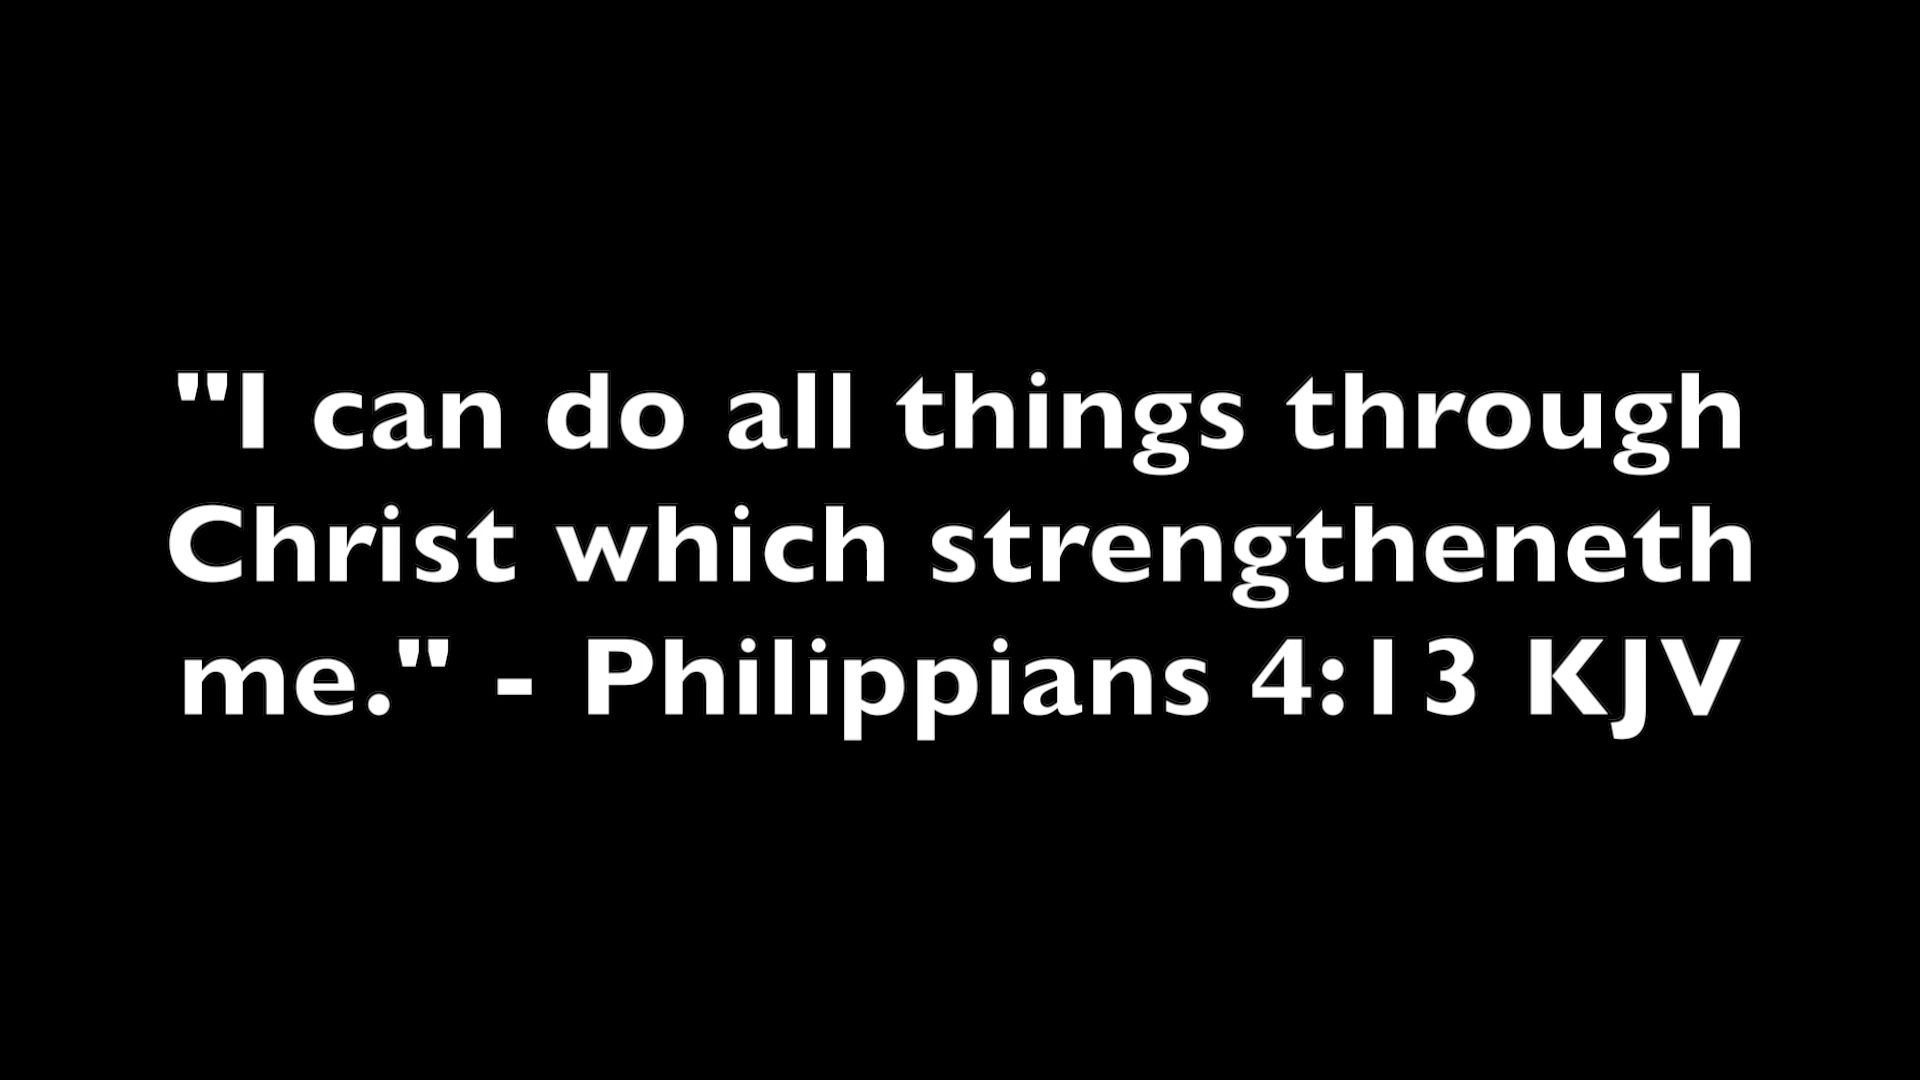 "I can do all things through
Christ which strengtheneth
me." - Philippians 4:13 KJV